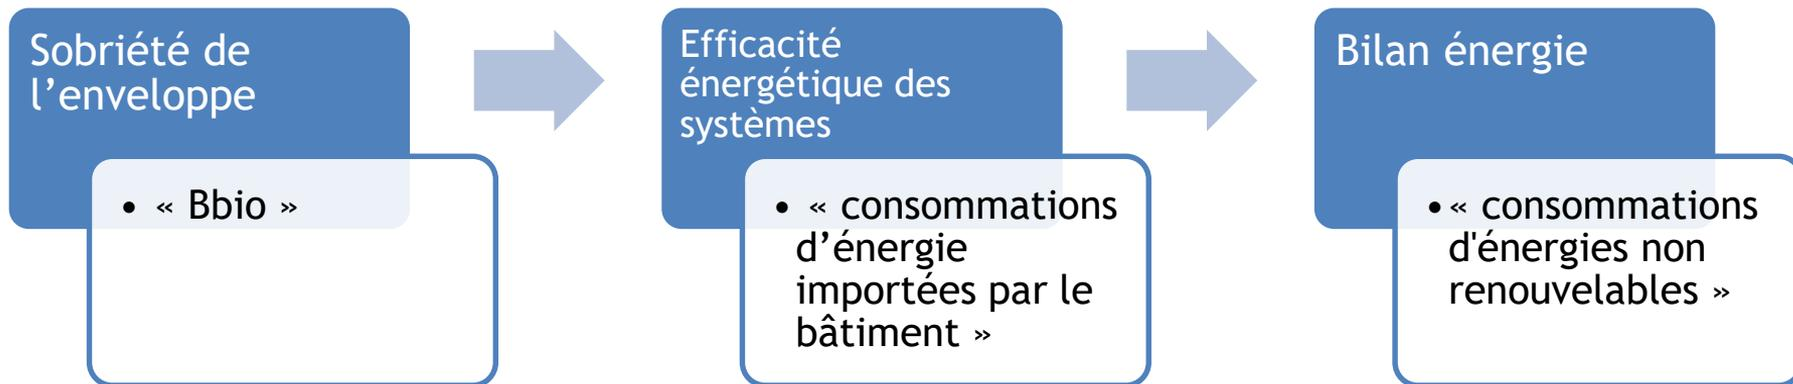 Sobriété de
l’enveloppe
• « Bbio »
Efficacité
énergétique des
systèmes
• « consommations
d’énergie
importées par le
bâtiment »
Bilan énergie
• « consommations
d'énergies non
renouvelables »